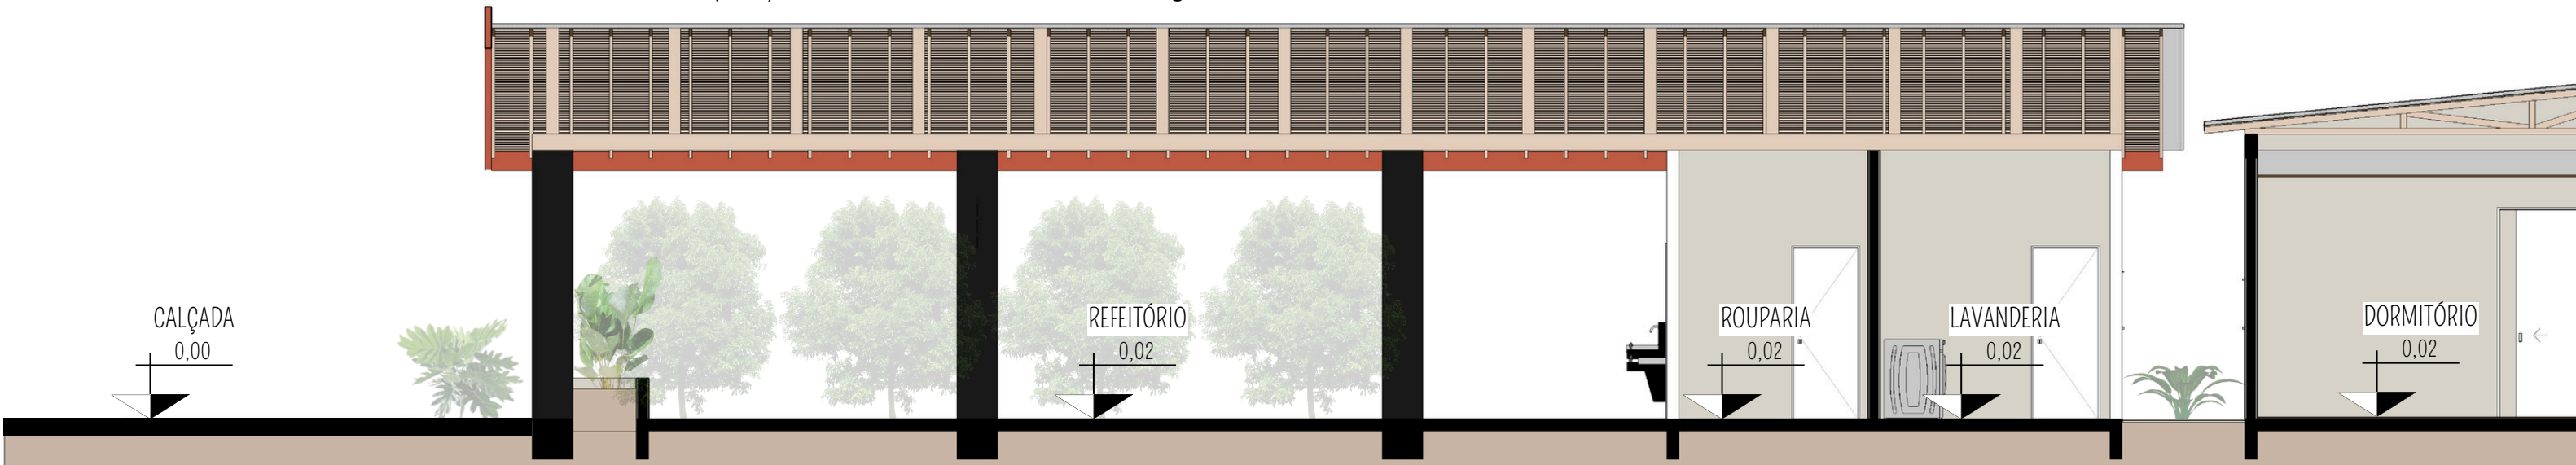 CALÇADA
0,00
REFEITÓRIO
0,02
ROUPARIA
0,02
LAVANDERIA
0,02
DORMITÓRIO
0,02